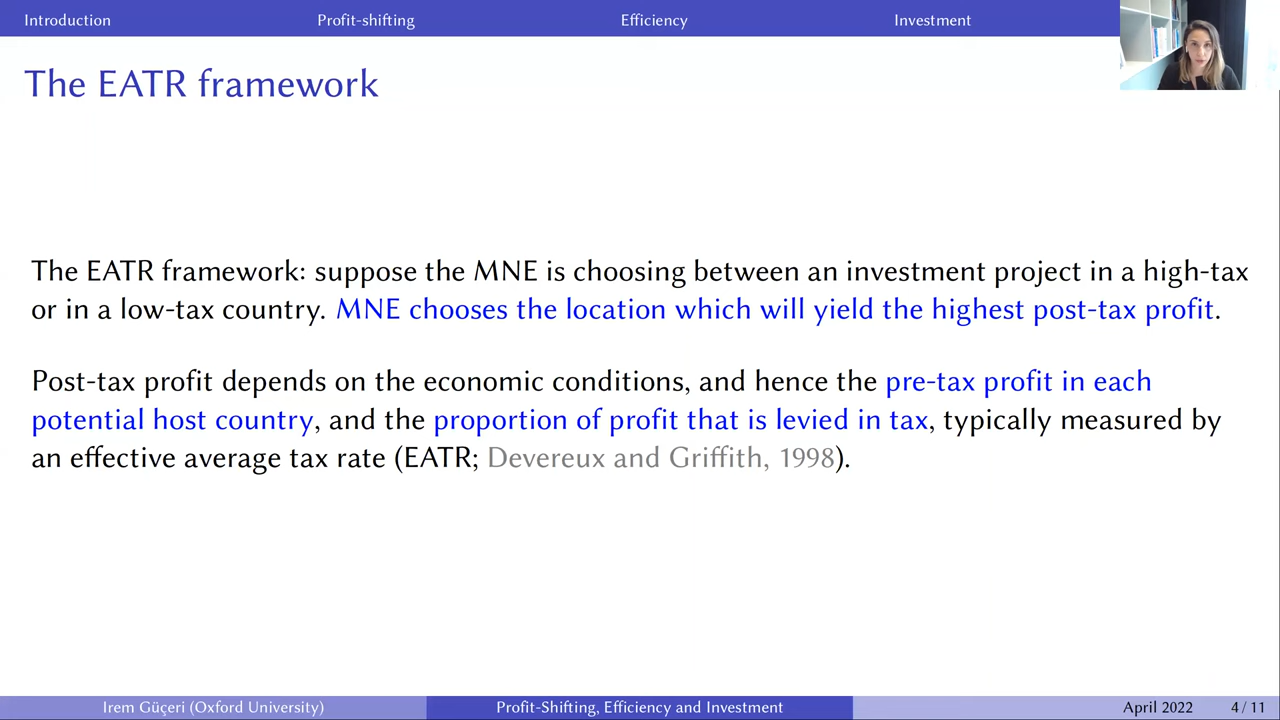 Introduction Profit-shifting Efficiency Investment
The EATR framework
The EATR framework: suppose the MNE is choosing between an investment project in a high-tax
or in a low-tax country. MNE chooses the location which will yield the highest post-tax profit.
Post-tax profit depends on the economic conditions, and hence the pre-tax profit in each
potential host country, and the proportion of profit that is levied in tax, typically measured by
an effective average tax rate (EATR; Devereux and Griffith, 1998).
Irem Güçeri (Oxford University) Profit-Shifting, Efficiency and Investment April 2022 4 / 11